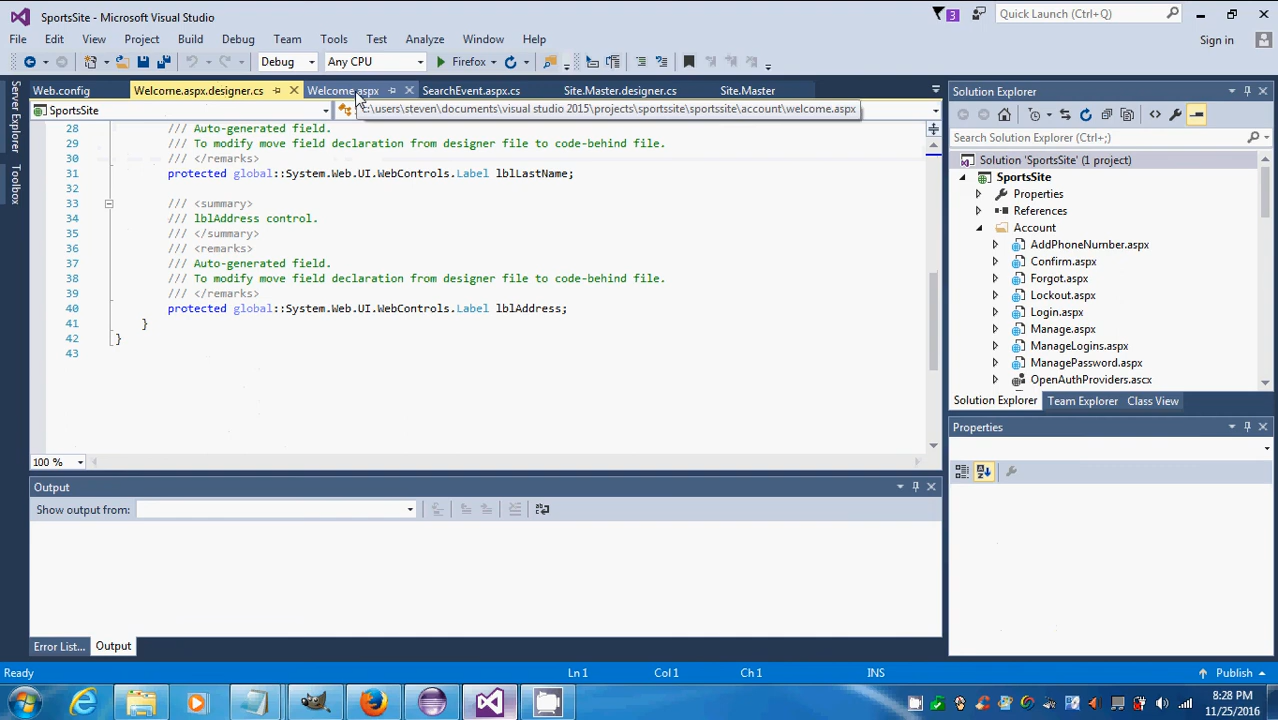 SportsSite - Microsoft Visual Studio
3
Quick Launch (Ctrl+Q)
File Edit View Project Build Debug Team Tools Test Analyze Window Help
Sign in
Debug Any CPU Firefox
Web.config Welcome.aspx.designer.cs Welcome.aspx SearchEvent.aspx.cs Site.Master.designer.cs Site.Master
SportsSite
:\users\steven\documents\visual studio 2015\projects\sportssite\sportssite\account\welcome.aspx
Server Explorer
Toolbox
28 /// Auto-generated field.
29 /// To modify move field declaration from designer file to code-behind file.
30 /// </remarks>
31 protected global::System.Web.UI.WebControls.Label lblLastName;
32
33 /// <summary>
34 /// lblAddress control.
35 /// </summary>
36 /// <remarks>
37 /// Auto-generated field.
38 /// To modify move field declaration from designer file to code-behind file.
39 /// </remarks>
40 protected global::System.Web.UI.WebControls.Label lblAddress;
41 }
42 }
43
100 %
Output
Show output from:
Error List... Output
Solution Explorer
Search Solution Explorer (Ctrl+;)
Solution 'SportsSite' (1 project)
SportsSite
Properties
References
Account
AddPhoneNumber.aspx
Confirm.aspx
Forgot.aspx
Lockout.aspx
Login.aspx
Manage.aspx
ManageLogins.aspx
ManagePassword.aspx
OpenAuthProviders.ascx
Solution Explorer Team Explorer Class View
Properties
Ready Ln 1 Col 1 Ch 1 INS Publish
8:28 PM
11/25/2016